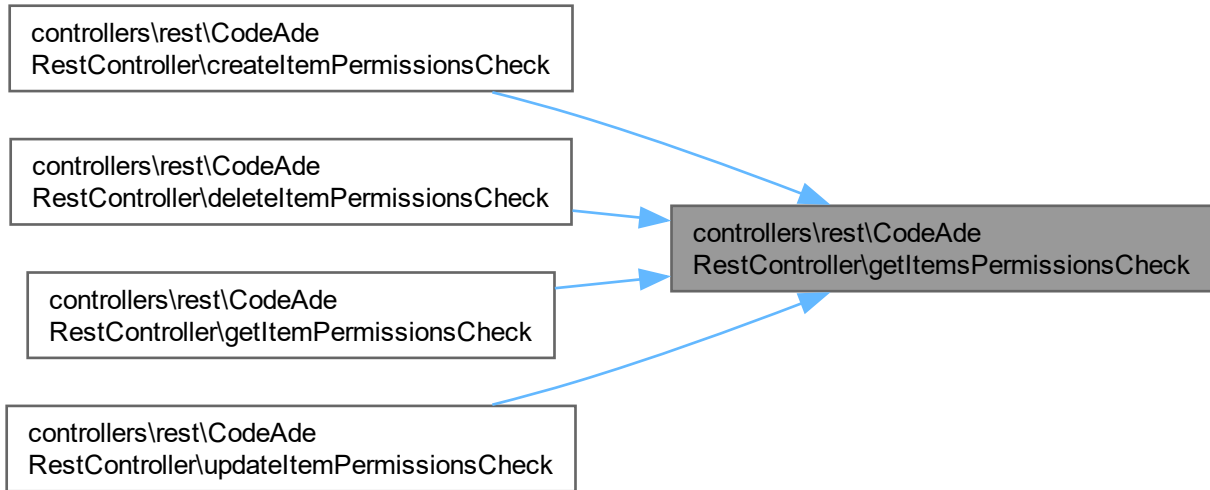 controllers\rest\CodeAde
RestController\createItemPermissionsCheck
controllers\rest\CodeAde
RestController\deleteItemPermissionsCheck
controllers\rest\CodeAde
RestController\getItemsPermissionsCheck
controllers\rest\CodeAde
RestController\getItemPermissionsCheck
controllers\rest\CodeAde
RestController\updateItemPermissionsCheck